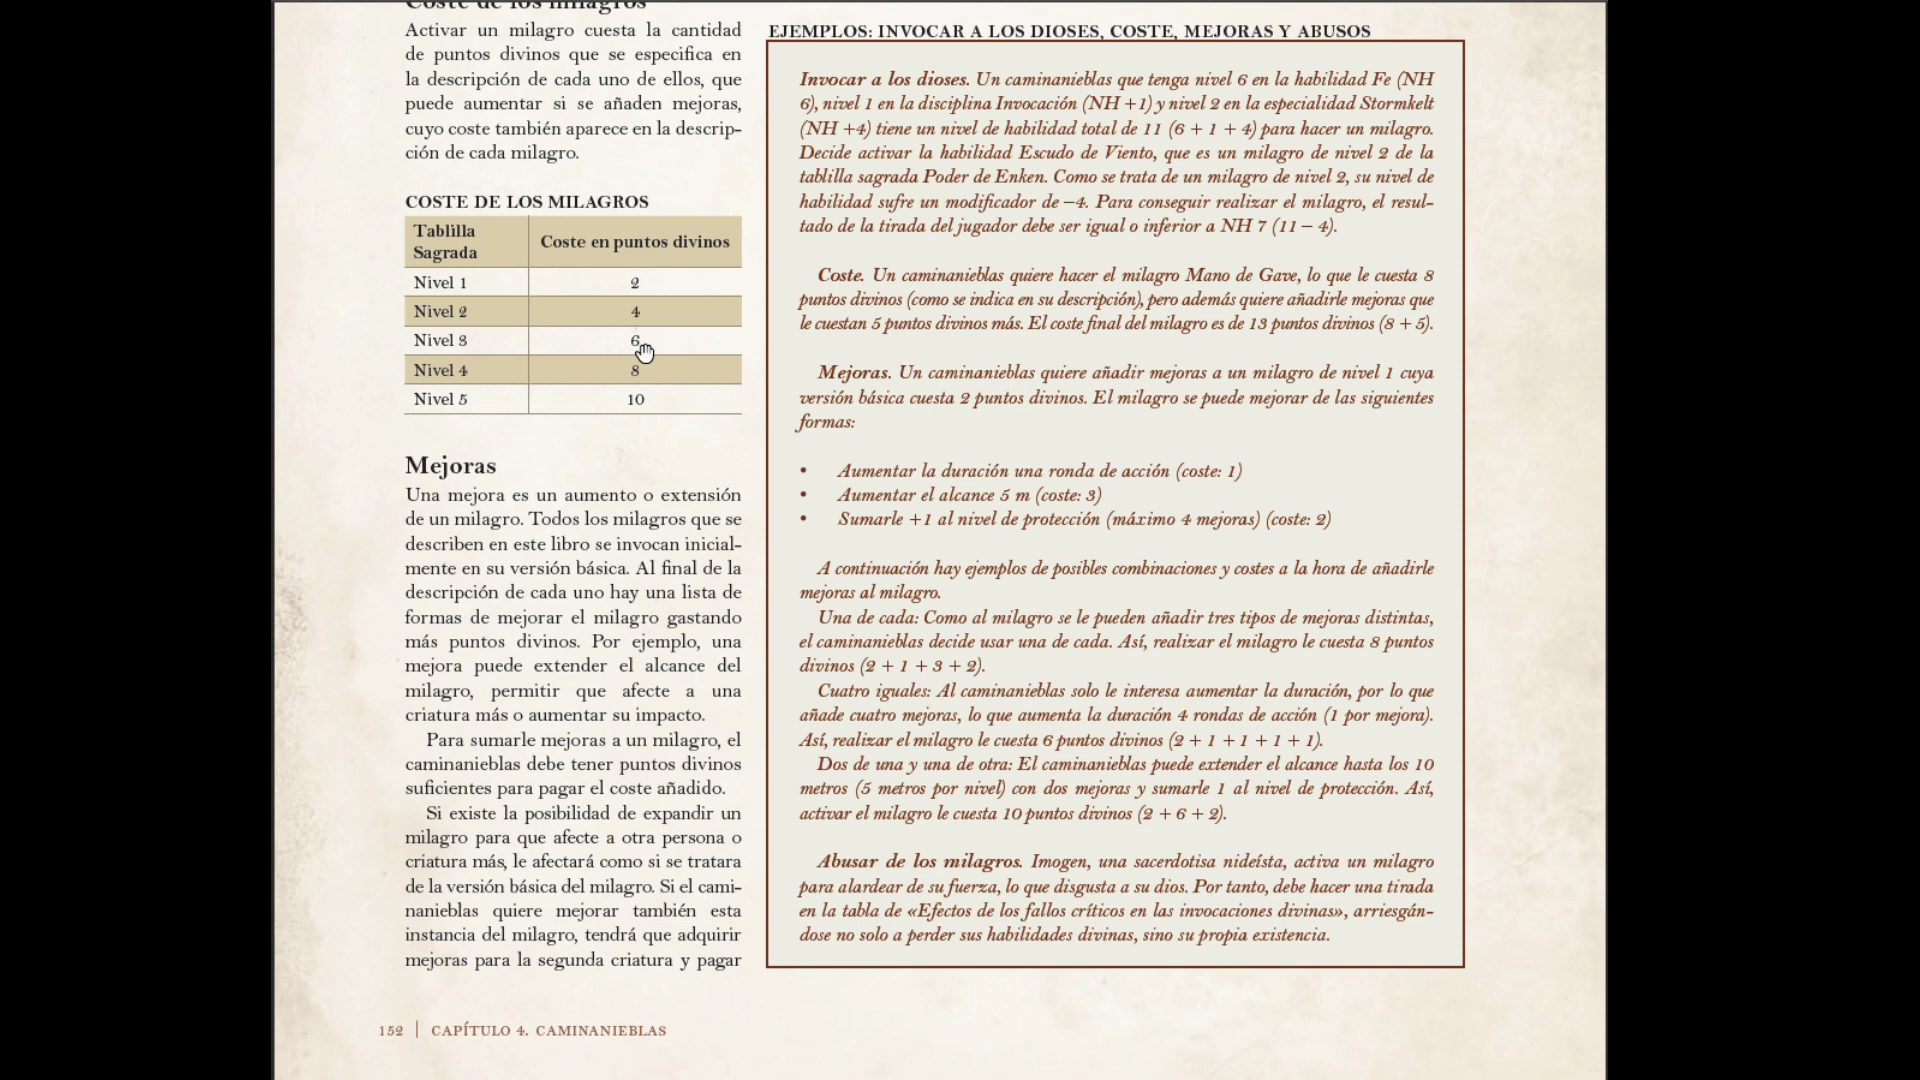 Coste de los milagros
Activar un milagro cuesta la cantidad
de puntos divinos que se especifica en
la descripción de cada uno de ellos, que
puede aumentar si se añaden mejoras,
cuyo coste también aparece en la descrip-
ción de cada milagro.
COSTE DE LOS MILAGROS
Tablilla
Sagrada
Coste en puntos divinos
Nivel 1 2
Nivel 2 4
Nivel 3 6
Nivel 4 8
Nivel 5 10
Mejoras
Una mejora es un aumento o extensión
de un milagro. Todos los milagros que se
describen en este libro se invocan inicial-
mente en su versión básica. Al final de la
descripción de cada uno hay una lista de
formas de mejorar el milagro gastando
más puntos divinos. Por ejemplo, una
mejora puede extender el alcance del
milagro, permitir que afecte a una
criatura más o aumentar su impacto.
Para sumarle mejoras a un milagro, el
caminanieblas debe tener puntos divinos
suficientes para pagar el coste añadido.
Si existe la posibilidad de expandir un
milagro para que afecte a otra persona o
criatura más, le afectará como si se tratara
de la versión básica del milagro. Si el cami-
nanieblas quiere mejorar también esta
instancia del milagro, tendrá que adquirir
mejoras para la segunda criatura y pagar
EJEMPLOS: INVOCAR A LOS DIOSES, COSTE, MEJORAS Y ABUSOS
Invocar a los dioses. Un caminanieblas que tenga nivel 6 en la habilidad Fe (NH
6), nivel 1 en la disciplina Invocación (NH +1) y nivel 2 en la especialidad Stormkelt
(NH +4) tiene un nivel de habilidad total de 11 (6 + 1 + 4) para hacer un milagro.
Decide activar la habilidad Escudo de Viento, que es un milagro de nivel 2 de la
tablilla sagrada Poder de Enken. Como se trata de un milagro de nivel 2, su nivel de
habilidad sufre un modificador de –4. Para conseguir realizar el milagro, el resul-
tado de la tirada del jugador debe ser igual o inferior a NH 7 (11 – 4).
Coste. Un caminanieblas quiere hacer el milagro Mano de Gave, lo que le cuesta 8
puntos divinos (como se indica en su descripción), pero además quiere añadirle mejoras que
le cuestan 5 puntos divinos más. El coste final del milagro es de 13 puntos divinos (8 + 5).
Mejoras. Un caminanieblas quiere añadir mejoras a un milagro de nivel 1 cuya
versión básica cuesta 2 puntos divinos. El milagro se puede mejorar de las siguientes
formas:
• Aumentar la duración una ronda de acción (coste: 1)
• Aumentar el alcance 5 m (coste: 3)
• Sumarle +1 al nivel de protección (máximo 4 mejoras) (coste: 2)
A continuación hay ejemplos de posibles combinaciones y costes a la hora de añadirle
mejoras al milagro.
Una de cada: Como al milagro se le pueden añadir tres tipos de mejoras distintas,
el caminanieblas decide usar una de cada. Así, realizar el milagro le cuesta 8 puntos
divinos (2 + 1 + 3 + 2).
Cuatro iguales: Al caminanieblas solo le interesa aumentar la duración, por lo que
añade cuatro mejoras, lo que aumenta la duración 4 rondas de acción (1 por mejora).
Así, realizar el milagro le cuesta 6 puntos divinos (2 + 1 + 1 + 1 + 1).
Dos de una y una de otra: El caminanieblas puede extender el alcance hasta los 10
metros (5 metros por nivel) con dos mejoras y sumarle 1 al nivel de protección. Así,
activar el milagro le cuesta 10 puntos divinos (2 + 6 + 2).
Abusar de los milagros. Imogen, una sacerdotisa nideísta, activa un milagro
para alardear de su fuerza, lo que disgusta a su dios. Por tanto, debe hacer una tirada
en la tabla de «Efectos de los fallos críticos en las invocaciones divinas», arriesgán-
dose no solo a perder sus habilidades divinas, sino su propia existencia.
152 | CAPÍTULO 4. CAMINANIEBLAS